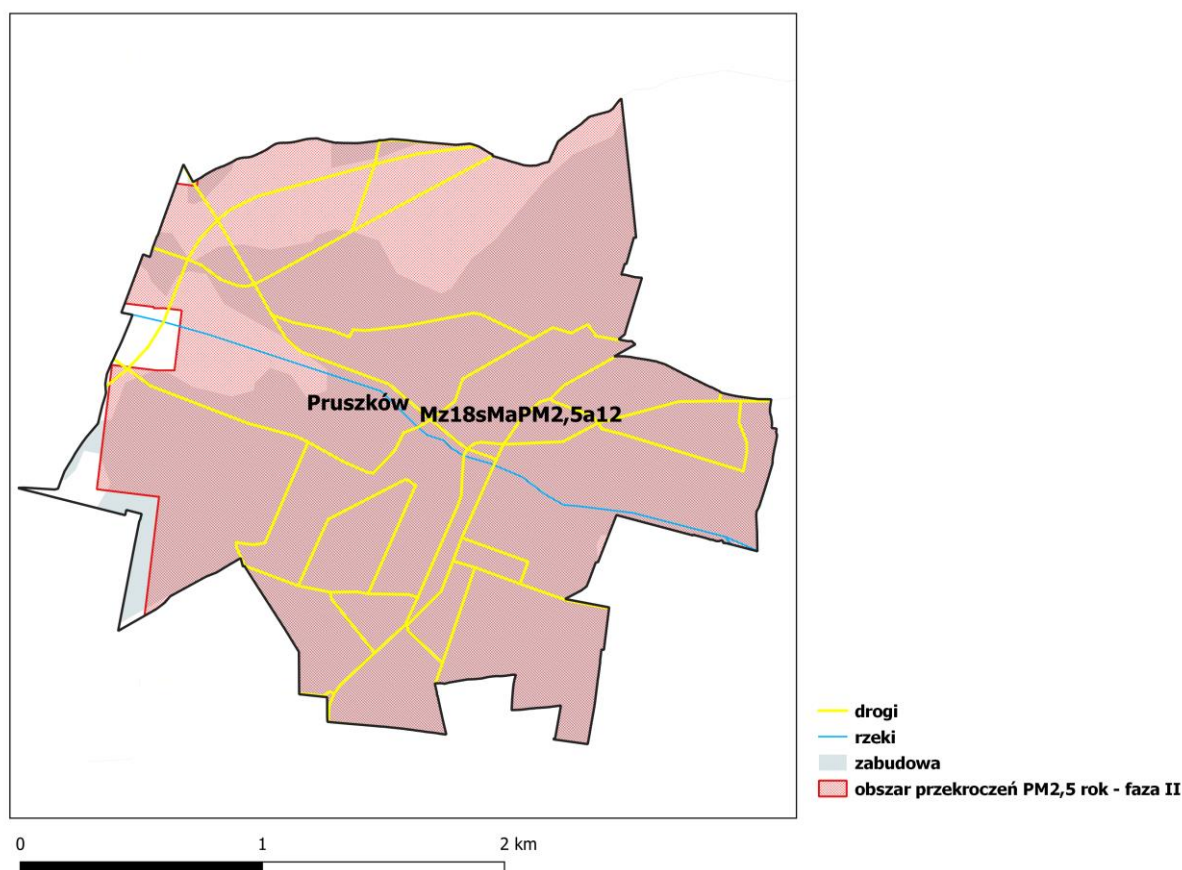 Pruszków
Mz18sMaPM2,5a12
drogi
rzeki
zabudowa
obszar przekroczeń PM2,5 rok - faza II
0 1 2 km